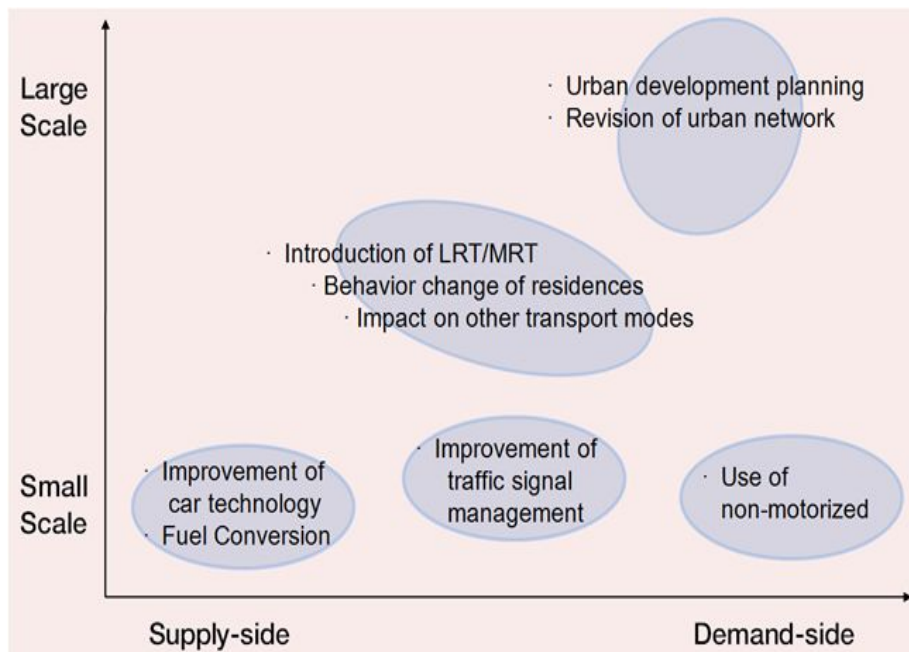 Large
Scale
· Urban development planning
· Revision of urban network
· Introduction of LRT/MRT
· Behavior change of residences
· Impact on other transport modes
Small
Scale
· Improvement of
car technology
· Fuel Conversion
· Improvement of
traffic signal
management
· Use of
non-motorized
Supply-side
Demand-side